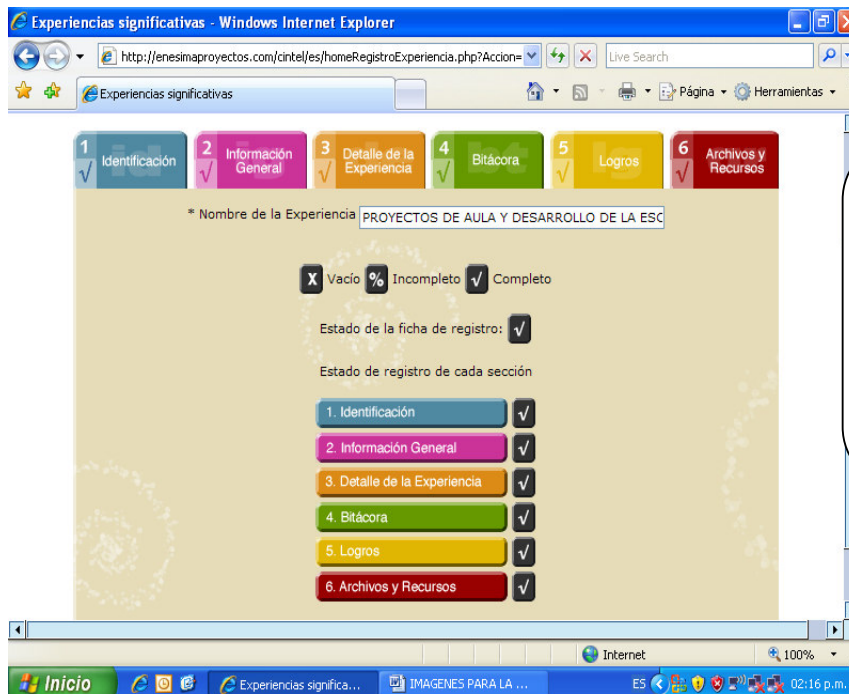 Experiencias significativas - Windows Internet Explorer
http://enesimaproyectos.com/cintel/es/homeRegistroExperiencia.php?Accion=
Live Search
Experiencias significativas
Página
Herramientas
1 Identificación
2 Información General
3 Detalle de la Experiencia
4 Bitácora
5 Logros
6 Archivos y Recursos
* Nombre de la Experiencia PROYECTOS DE AULA Y DESARROLLO DE LA ESC
X Vacío % Incompleto √ Completo
Estado de la ficha de registro: √
Estado de registro de cada sección
1. Identificación √
2. Información General √
3. Detalle de la Experiencia √
4. Bitácora √
5. Logros √
6. Archivos y Recursos √
Internet 100%
Inicio
Experiencias significa...
IMAGENES PARA LA ...
ES
02:16 p.m.